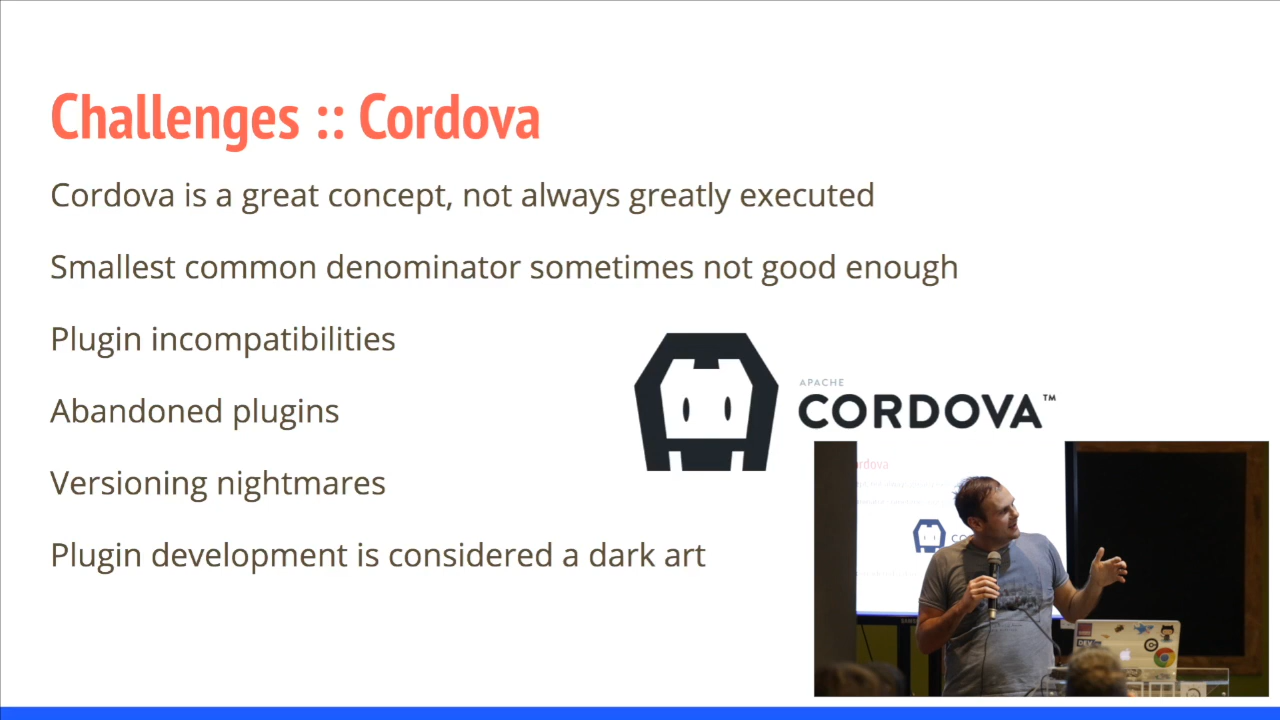 Challenges :: Cordova
Cordova is a great concept, not always greatly executed
Smallest common denominator sometimes not good enough
Plugin incompatibilities
Abandoned plugins
Versioning nightmares
Plugin development is considered a dark art
APACHE
CORDOVA™